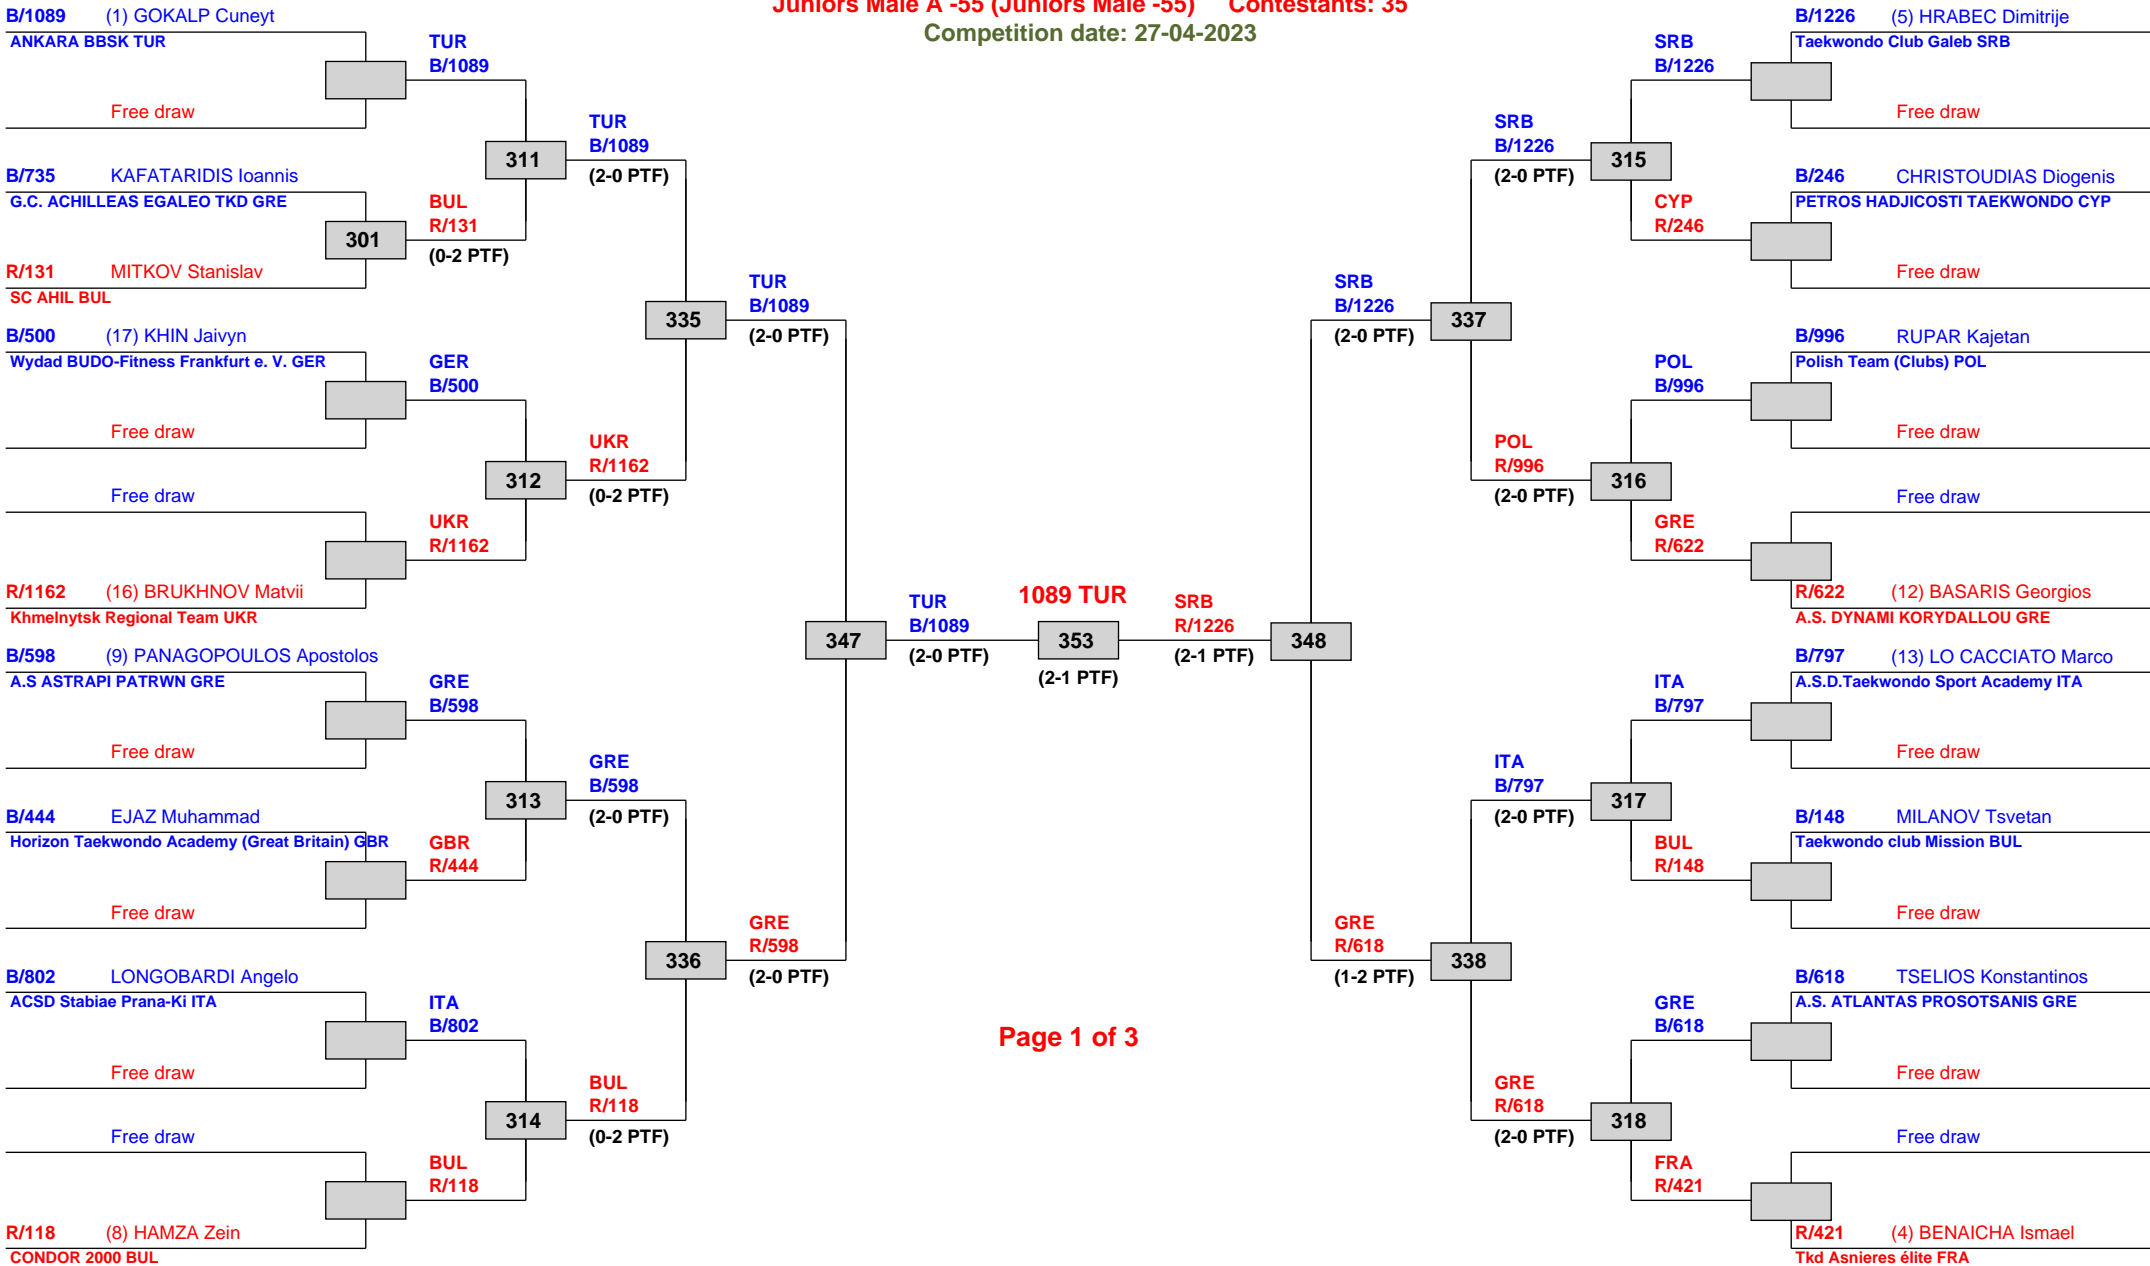 Juniors Male A -55 (Juniors Male -55) Contestants: 35
Competition date: 27-04-2023
B/1089 (1) GOKALP Cuneyt
ANKARA BBSK TUR
Free draw
B/735 KAFATARIDIS Ioannis
G.C. ACHILLEAS EGALEO TKD GRE
R/131 MITKOV Stanislav
SC AHIL BUL
B/500 (17) KHIN Jaivyn
Wydad BUDO-Fitness Frankfurt e. V. GER
Free draw
Free draw
R/1162 (16) BRUKHNOV Matvii
Khmelnytsk Regional Team UKR
B/598 (9) PANAGOPOULOS Apostolos
A.S ASTRAPI PATRWN GRE
Free draw
B/444 EJAZ Muhammad
Horizon Taekwondo Academy (Great Britain) GBR
Free draw
B/802 LONGOBARDI Angelo
ACSD Stabiae Prana-Ki ITA
Free draw
Free draw
R/118 (8) HAMZA Zein
CONDOR 2000 BUL
301
TUR
B/1089
BUL
R/131
(0-2 PTF)
GER
B/500
UKR
R/1162
GRE
B/598
GBR
R/444
ITA
B/802
BUL
R/118
311
312
313
314
TUR
B/1089
(2-0 PTF)
UKR
R/1162
(0-2 PTF)
GRE
B/598
(2-0 PTF)
BUL
R/118
(0-2 PTF)
335
336
TUR
B/1089
(2-0 PTF)
GRE
R/598
(2-0 PTF)
347
TUR
B/1089
(2-0 PTF)
1089 TUR
353
(2-1 PTF)
Page 1 of 3
SRB
R/1226
(2-1 PTF)
348
SRB
B/1226
(2-0 PTF)
GRE
R/618
(1-2 PTF)
337
338
SRB
B/1226
(2-0 PTF)
POL
R/996
(2-0 PTF)
ITA
B/797
(2-0 PTF)
GRE
R/618
(2-0 PTF)
315
316
317
318
SRB
B/1226
CYP
R/246
POL
B/996
GRE
R/622
ITA
B/797
BUL
R/148
GRE
B/618
FRA
R/421
B/1226 (5) HRABEC Dimitrije
Taekwondo Club Galeb SRB
Free draw
B/246 CHRISTOUDIAS Diogenis
PETROS HADJICOSTI TAEKWONDO CYP
Free draw
B/996 RUPAR Kajetan
Polish Team (Clubs) POL
Free draw
Free draw
R/622 (12) BASARIS Georgios
A.S. DYNAMI KORYDALLOU GRE
B/797 (13) LO CACCIATO Marco
A.S.D.Taekwondo Sport Academy ITA
Free draw
B/148 MILANOV Tsvetan
Taekwondo club Mission BUL
Free draw
B/618 TSELIOS Konstantinos
A.S. ATLANTAS PROSOTSANIS GRE
Free draw
Free draw
R/421 (4) BENAICHA Ismael
Tkd Asnieres élite FRA